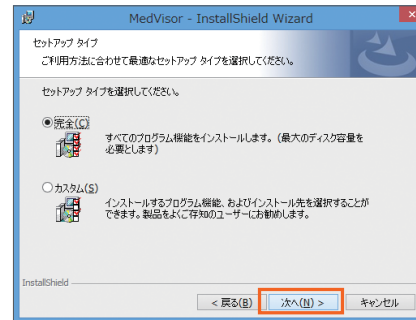 MedVisor - InstallShield Wizard
セットアップ タイプ
ご利用方法に合わせて最適なセットアップ タイプを選択してください。
セットアップ タイプを選択してください。
完全(C)
すべてのプログラム機能をインストールします。（最大のディスク容量を
必要とします）
カスタム(S)
インストールするプログラム機能、およびインストール先を選択することが
できます。製品をよくご存知のユーザーにお勧めします。
InstallShield
< 戻る(B) 次へ(N) > キャンセル